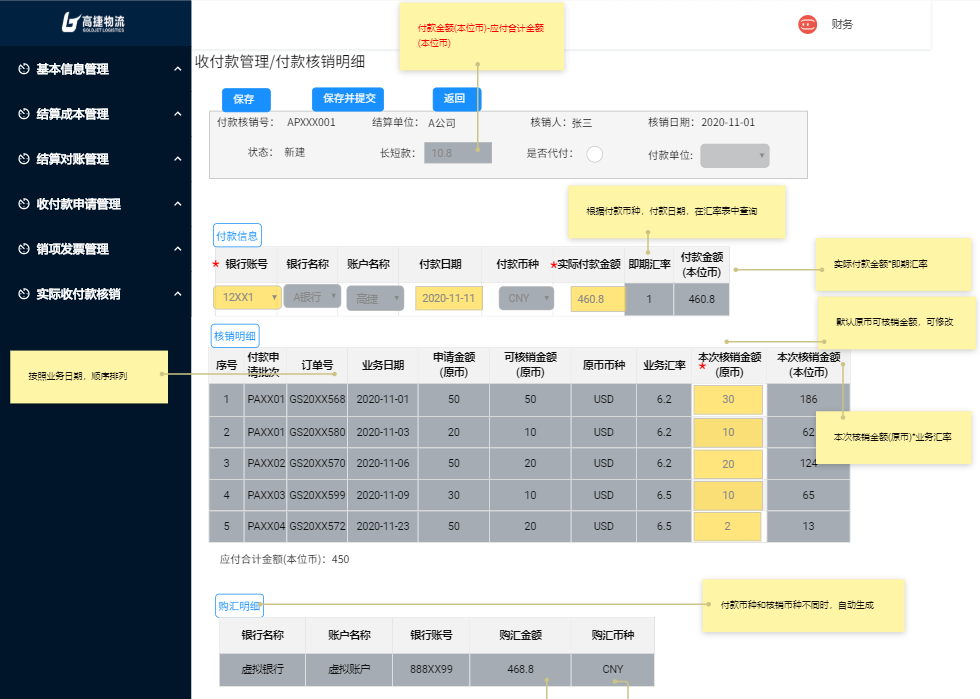 高捷物流
GOLDJET LOGISTICS
财务
付款金额(本位币)-应付合计金额
(本位币)
基本信息管理
结算成本管理
结算对账管理
收付款申请管理
销项发票管理
实际收付款核销
收付款管理/付款核销明细
保存
保存并提交
返回
付款核销号： APXXX001 结算单位： A公司 核销人：张三 核销日期：2020-11-01
状态： 新建 长短款： 10.8 是否代付： 付款单位:
根据付款币种，付款日期，在汇率表中查询
付款信息
* 银行账号 银行名称 账户名称 付款日期 付款币种 *实际付款金额 即期汇率 付款金额
(本位币)
12XX1 A银行 高捷 2020-11-11 CNY 460.8 1 460.8
实际付款金额*即期汇率
默认原币可核销金额，可修改
核销明细
按照业务日期，顺序排列
序号 付款申
请批次 订单号 业务日期 申请金额
(原币) 可核销金额
(原币) 原币币种 业务汇率 本次核销金额
* (原币) 本次核销金额
(本位币)
1 PAXX01 GS20XX568 2020-11-01 50 50 USD 6.2 30 186
2 PAXX01 GS20XX580 2020-11-03 20 10 USD 6.2 10 62
3 PAXX02 GS20XX570 2020-11-06 50 20 USD 6.2 20 124
4 PAXX03 GS20XX599 2020-11-09 30 10 USD 6.5 10 65
5 PAXX04 GS20XX572 2020-11-23 50 20 USD 6.5 2 13
本次核销金额(原币)*业务汇率
应付合计金额(本位币)：450
购汇明细
付款币种和核销币种不同时，自动生成
银行名称 账户名称 银行账号 购汇金额 购汇币种
虚拟银行 虚拟账户 888XX99 468.8 CNY